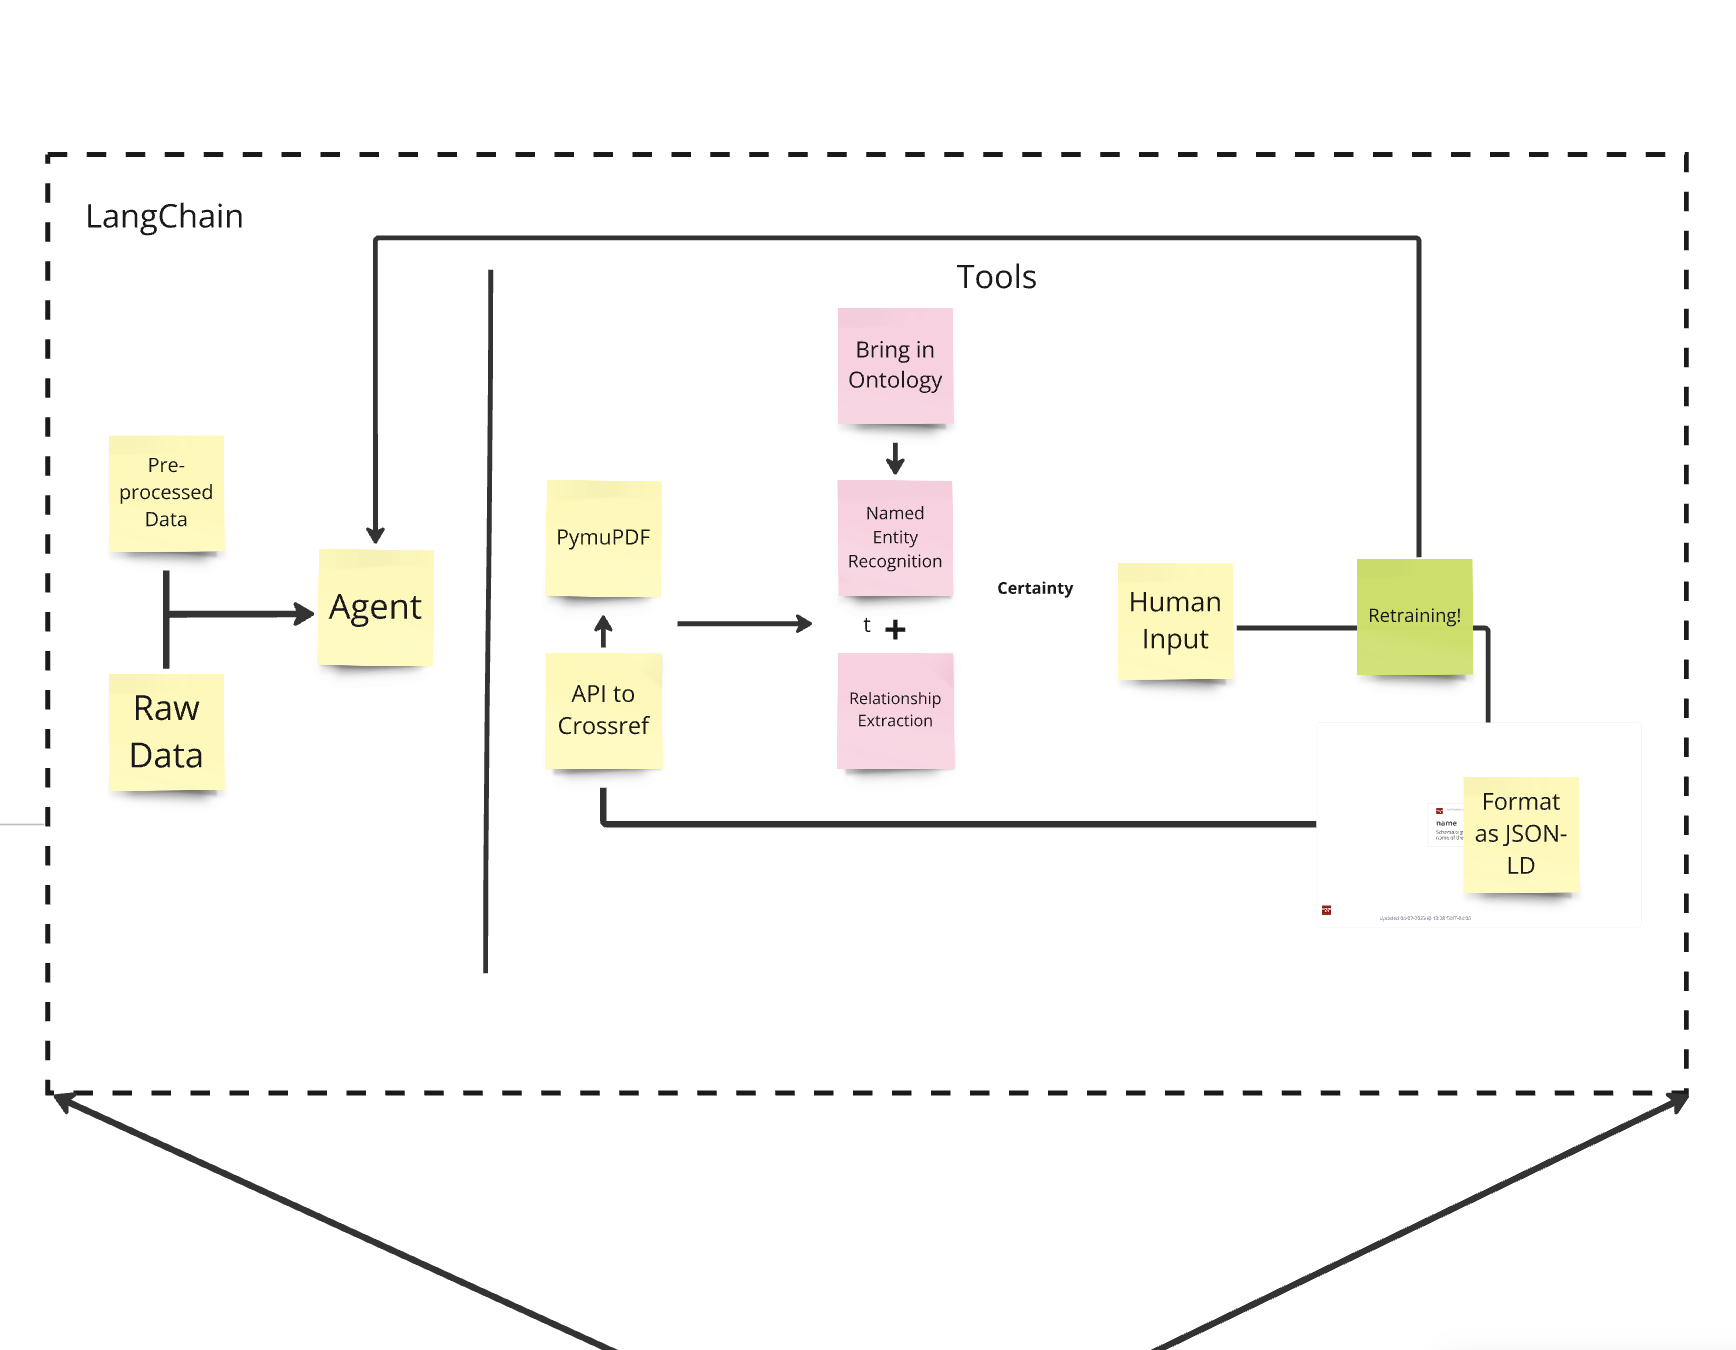 LangChain
Tools
Bring in
Ontology
Pre-
processed
Data
Agent
Raw
Data
PymuPDF
API to
Crossref
Named
Entity
Recognition
t +
Relationship
Extraction
Certainty
Human
Input
Retraining!
Format
as JSON-
LD
name